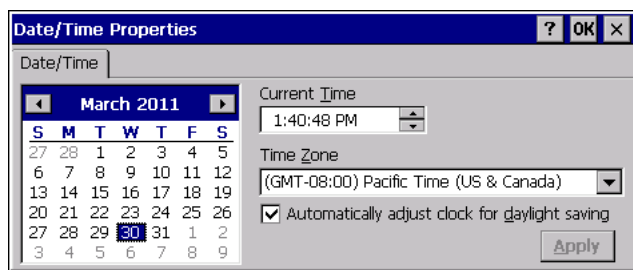 Date/Time Properties ? OK ×
Date/Time
March 2011
S M T W T F S
27 28 1 2 3 4 5
6 7 8 9 10 11 12
13 14 15 16 17 18 19
20 21 22 23 24 25 26
27 28 29 30 31 1 2
3 4 5 6 7 8 9
Current Time
1:40:48 PM
Time Zone
(GMT-08:00) Pacific Time (US & Canada)
Automatically adjust clock for daylight saving
Apply